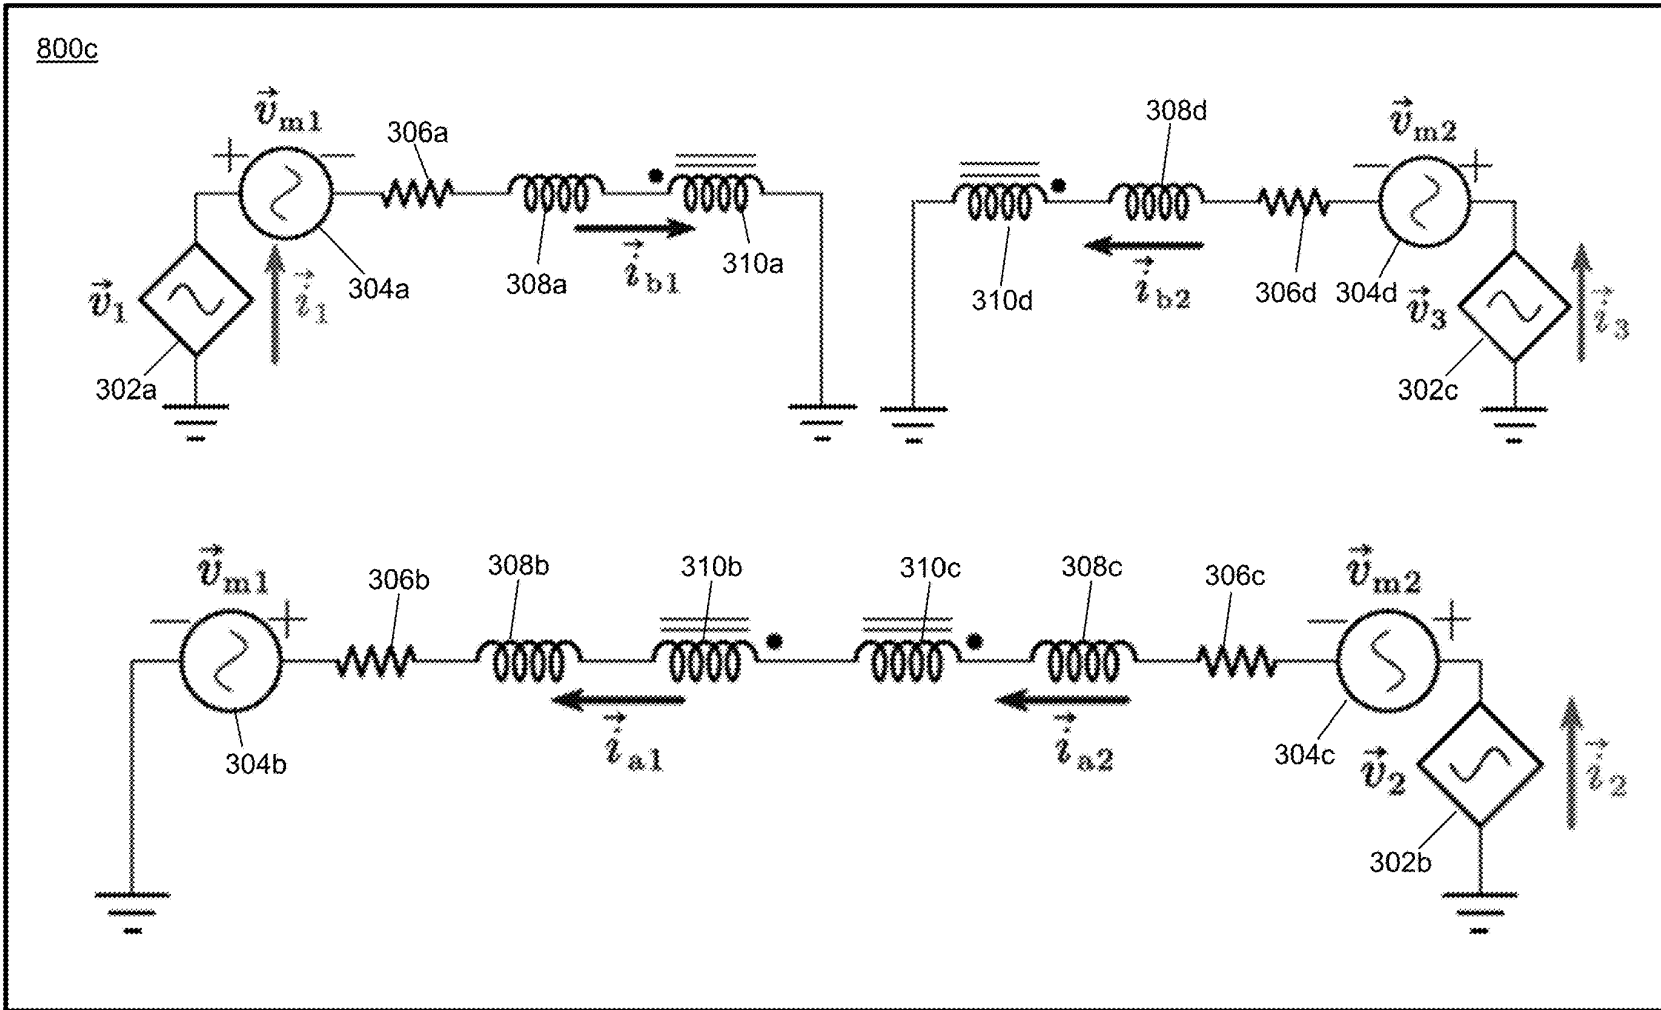 800c
v⃗m1
306a
308d
v⃗m2
+ −
− +
v⃗1
i⃗1
304a
308a
i⃗b1
310a
310d
i⃗b2
306d
304d
v⃗3
i⃗3
302a
302c
v⃗m1
306b
308b
310b
310c
308c
306c
v⃗m2
− +
− +
304b
i⃗a1
i⃗a2
304c
v⃗2
i⃗2
302b